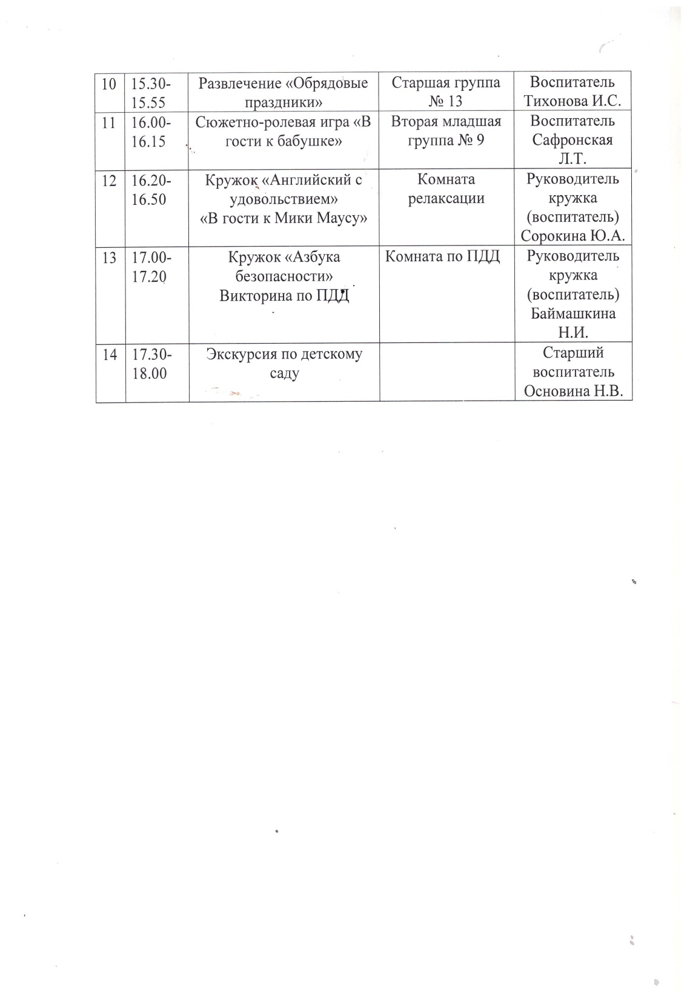 10
15.30-
15.55
Развлечение «Обрядовые
праздники»
Старшая группа
№ 13
Воспитатель
Тихонова И.С.
11
16.00-
16.15
Сюжетно-ролевая игра «В
гости к бабушке»
Вторая младшая
группа № 9
Воспитатель
Сафронская
Л.Т.
12
16.20-
16.50
Кружок «Английский с
удовольствием»
«В гости к Мики Маусу»
Комната
релаксации
Руководитель
кружка
(воспитатель)
Сорокина Ю.А.
13
17.00-
17.20
Кружок «Азбука
безопасности»
Викторина по ПДД
Комната по ПДД
Руководитель
кружка
(воспитатель)
Баймашкина
Н.И.
14
17.30-
18.00
Экскурсия по детскому
саду
Старший
воспитатель
Основина Н.В.